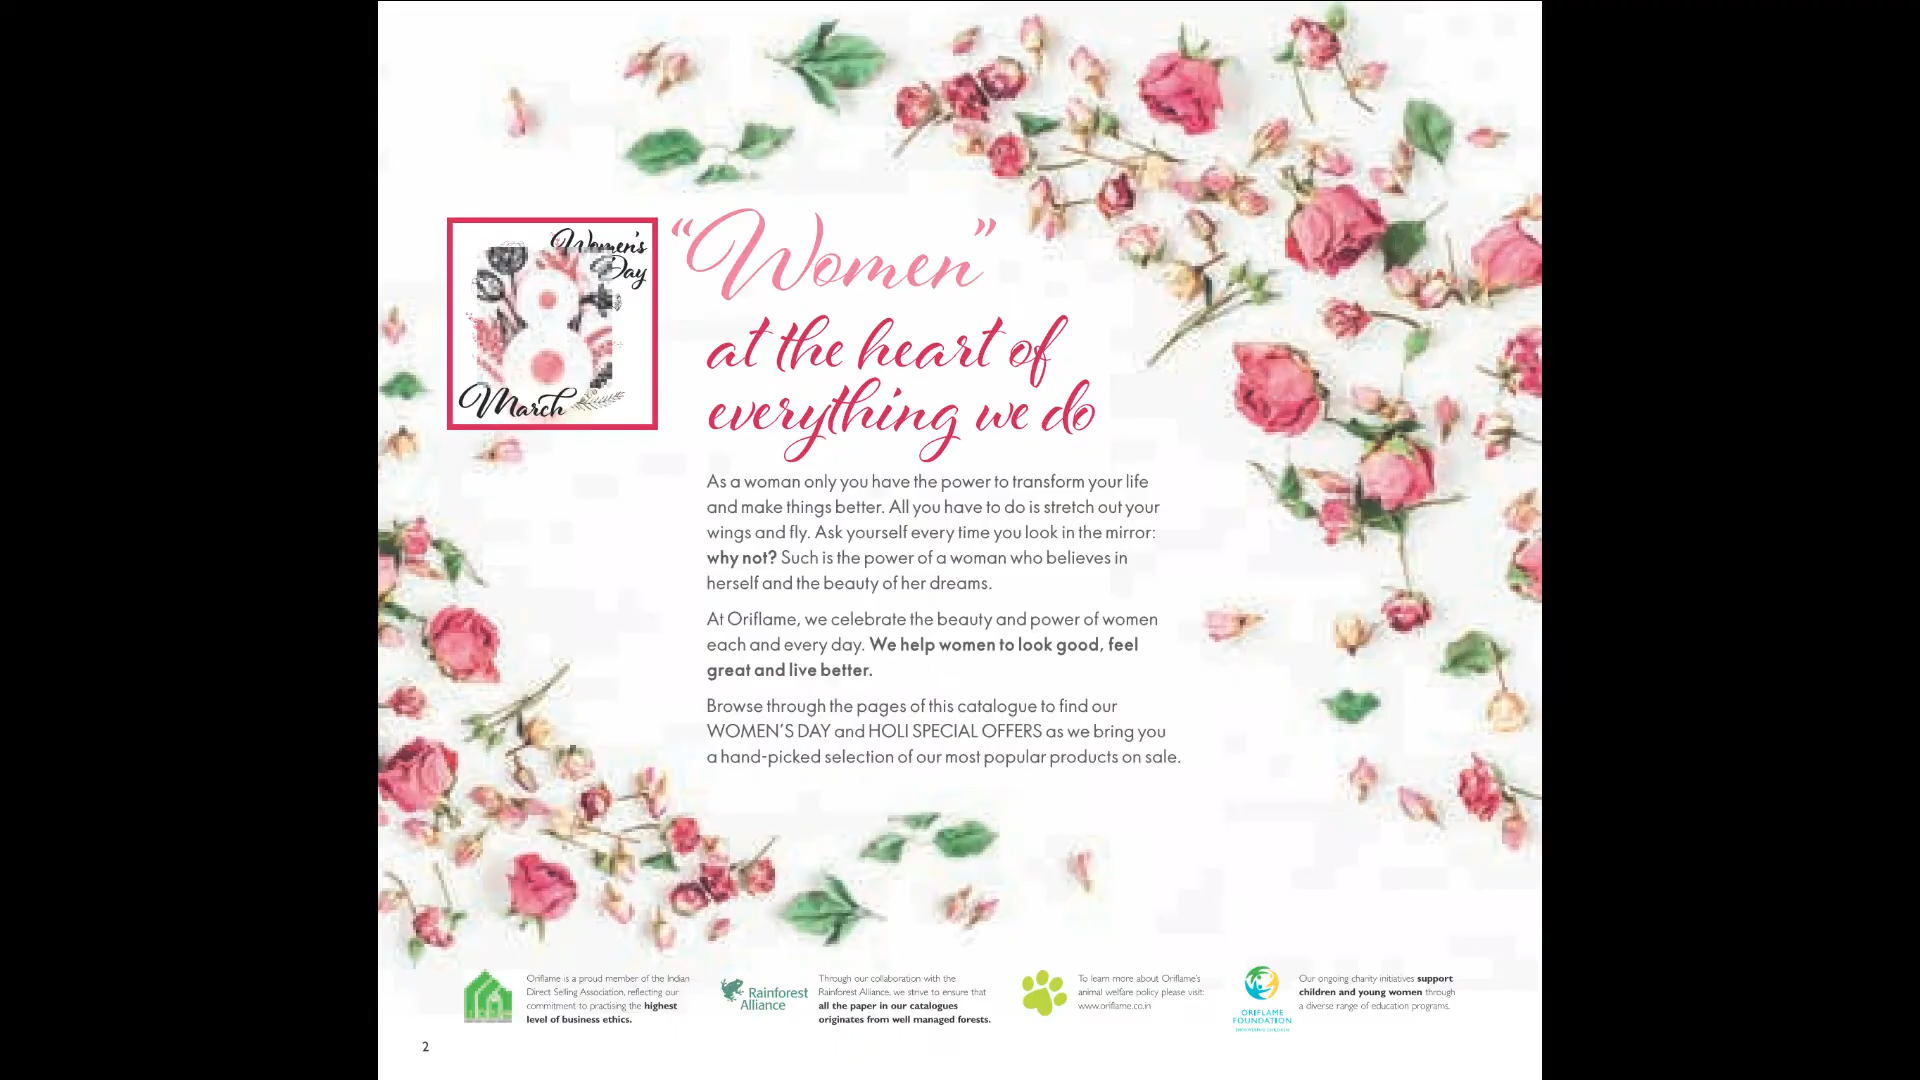 Women's
Day
8
March
“Women”
at the heart of
everything we do
As a woman only you have the power to transform your life
and make things better. All you have to do is stretch out your
wings and fly. Ask yourself every time you look in the mirror:
why not? Such is the power of a woman who believes in
herself and the beauty of her dreams.
At Oriflame, we celebrate the beauty and power of women
each and every day. We help women to look good, feel
great and live better.
Browse through the pages of this catalogue to find our
WOMEN'S DAY and HOLI SPECIAL OFFERS as we bring you
a hand-picked selection of our most popular products on sale.
Oriflame is a proud member of the Indian
Direct Selling Association, reflecting our
commitment to practising the highest
level of business ethics.
Rainforest
Alliance
Through our collaboration with the
Rainforest Alliance, we strive to ensure that
all the paper in our catalogues
originates from well managed forests.
To learn more about Oriflame's
animal welfare policy please visit:
www.oriflame.co.in
ORIFLAME
FOUNDATION
Our ongoing charity initiatives support
children and young women through
a diverse range of education programs.
2